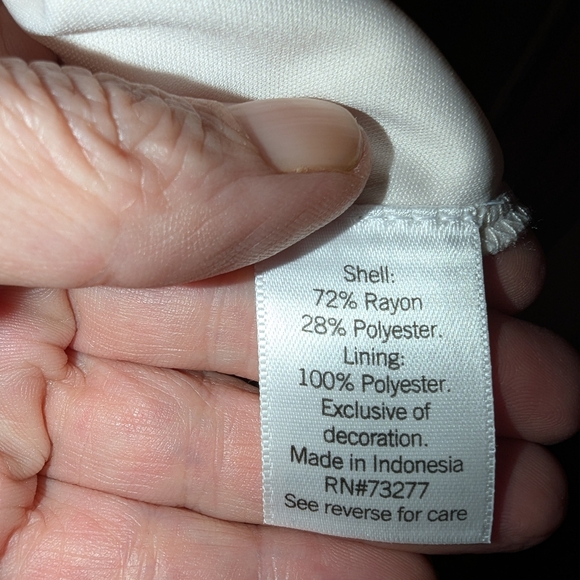 Shell:
72% Rayon
28% Polyester.
Lining:
100% Polyester.
Exclusive of
decoration.
Made in Indonesia
RN#73277
See reverse for care